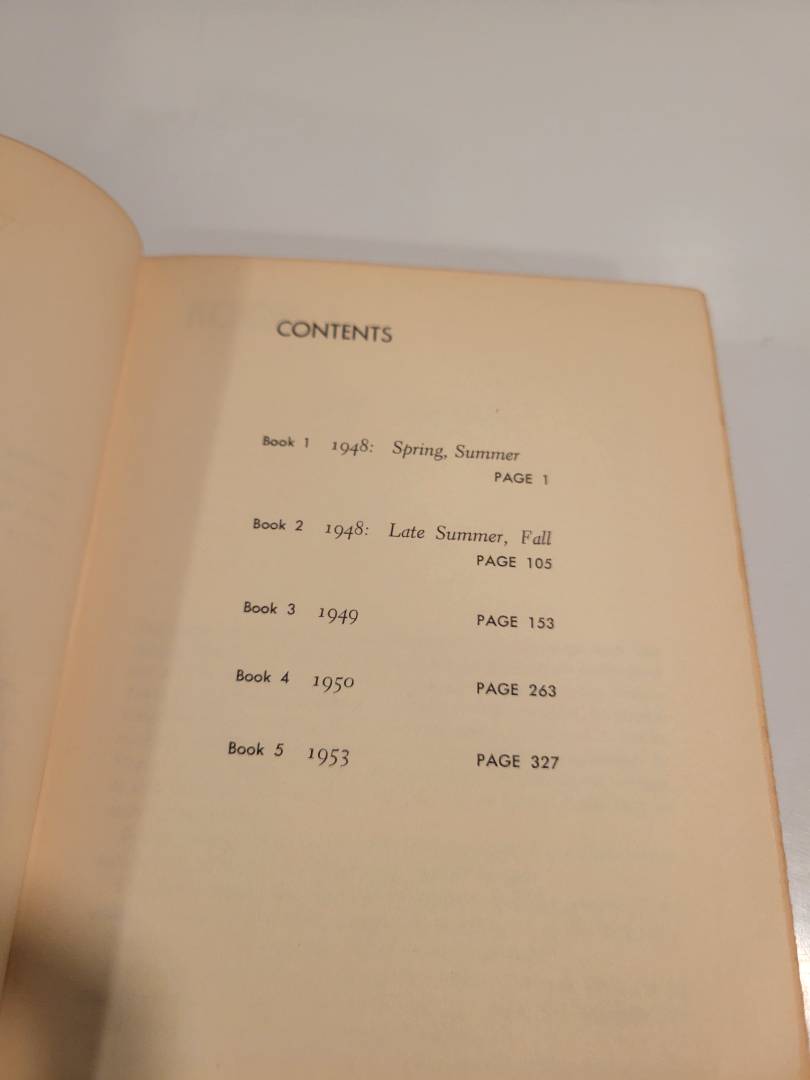 CONTENTS
Book 1 1948: Spring, Summer
PAGE 1
Book 2 1948: Late Summer, Fall
PAGE 105
Book 3 1949 PAGE 153
Book 4 1950 PAGE 263
Book 5 1953 PAGE 327